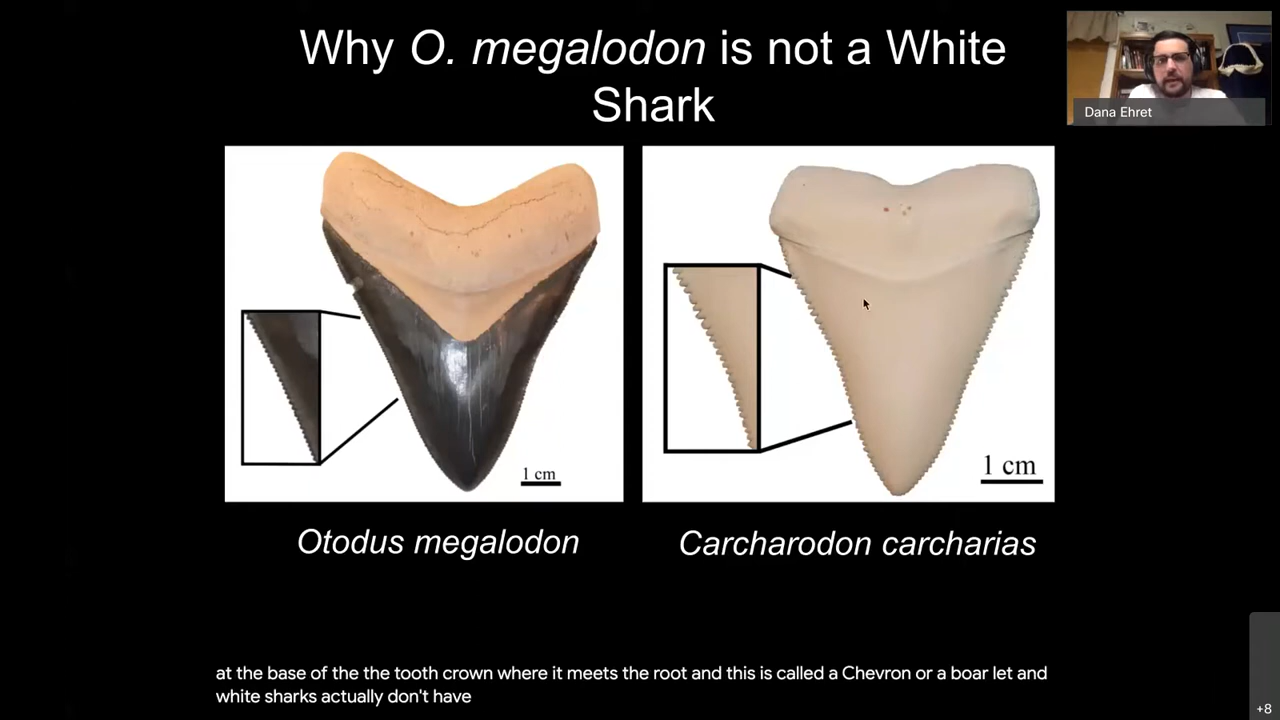 Why O. megalodon is not a White
Shark
Dana Ehret
1 cm
1 cm
Otodus megalodon
Carcharodon carcharias
at the base of the the tooth crown where it meets the root and this is called a Chevron or a boar let and
white sharks actually don't have
+8